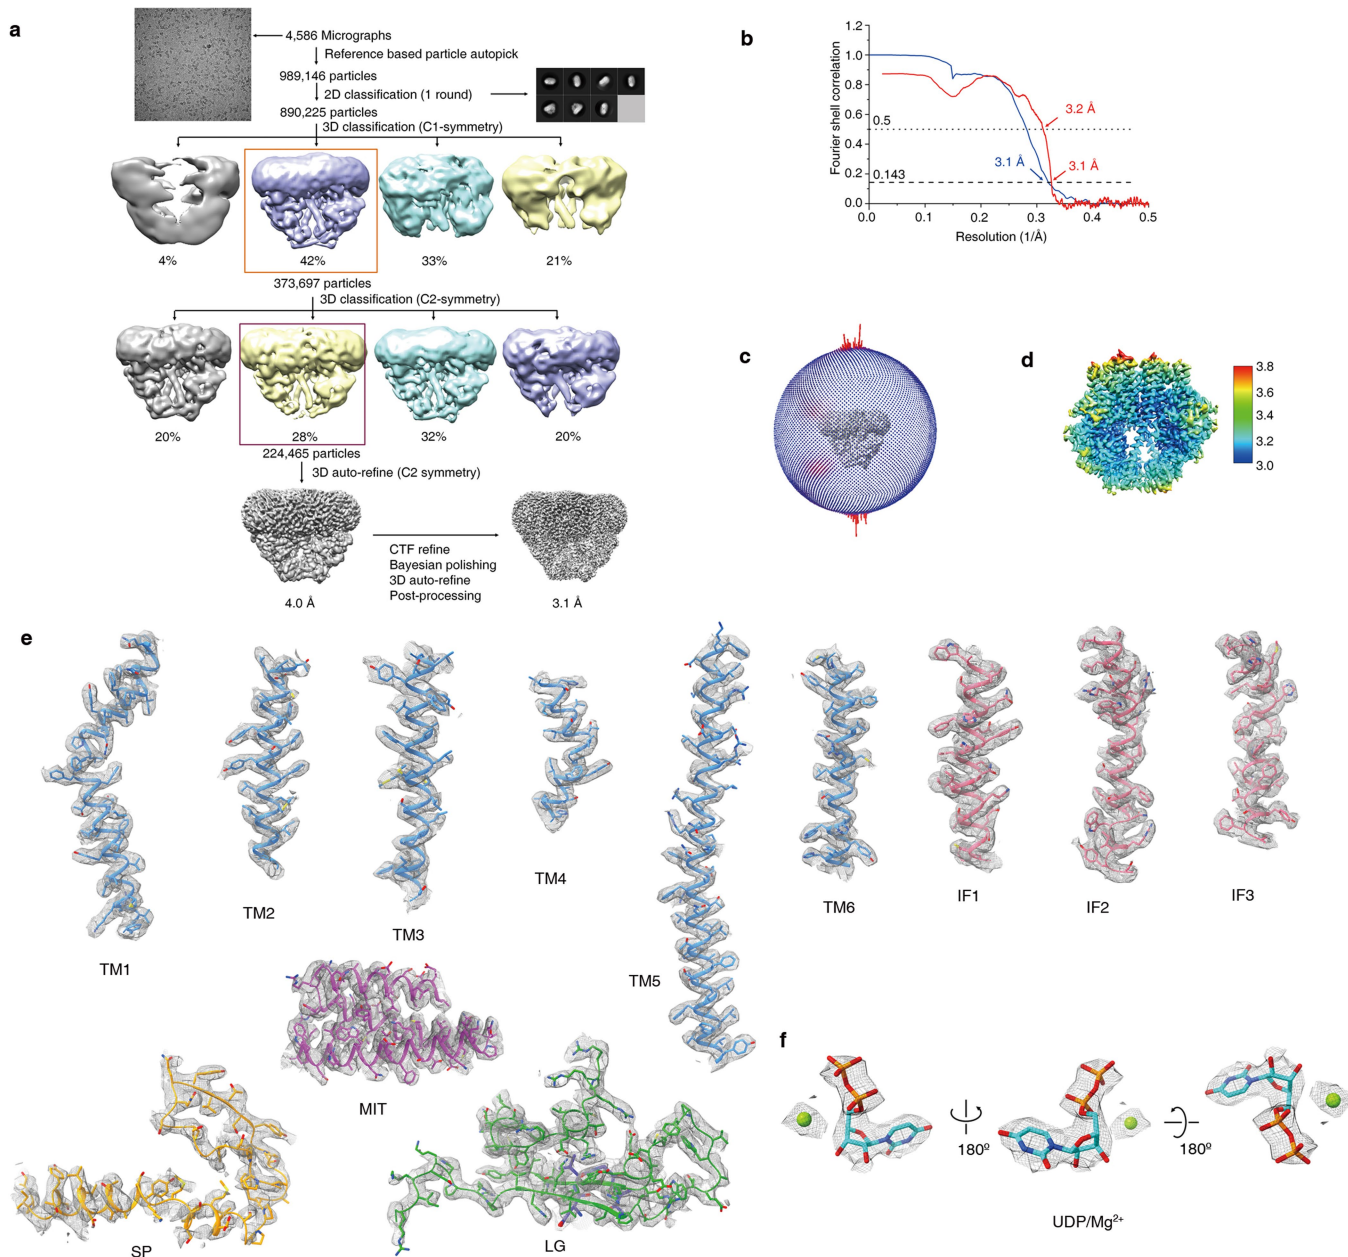 a
4,586 Micrographs
Reference based particle autopick
989,146 particles
2D classification (1 round)
890,225 particles
3D classification (C1-symmetry)
4%
42%
33%
21%
373,697 particles
3D classification (C2-symmetry)
20%
28%
32%
20%
224,465 particles
3D auto-refine (C2 symmetry)
CTF refine
Bayesian polishing
3D auto-refine
Post-processing
4.0 Å
3.1 Å
b
Fourier shell correlation
1.2
1.0
0.8
0.6
0.4
0.2
0.0
0.5
0.143
3.2 Å
3.1 Å
3.1 Å
0.0
0.1
0.2
0.3
0.4
0.5
Resolution (1/Å)
c
d
3.8
3.6
3.4
3.2
3.0
e
TM1
TM2
TM3
TM4
TM5
TM6
IF1
IF2
IF3
MIT
SP
LG
f
180º
180º
UDP/Mg²⁺